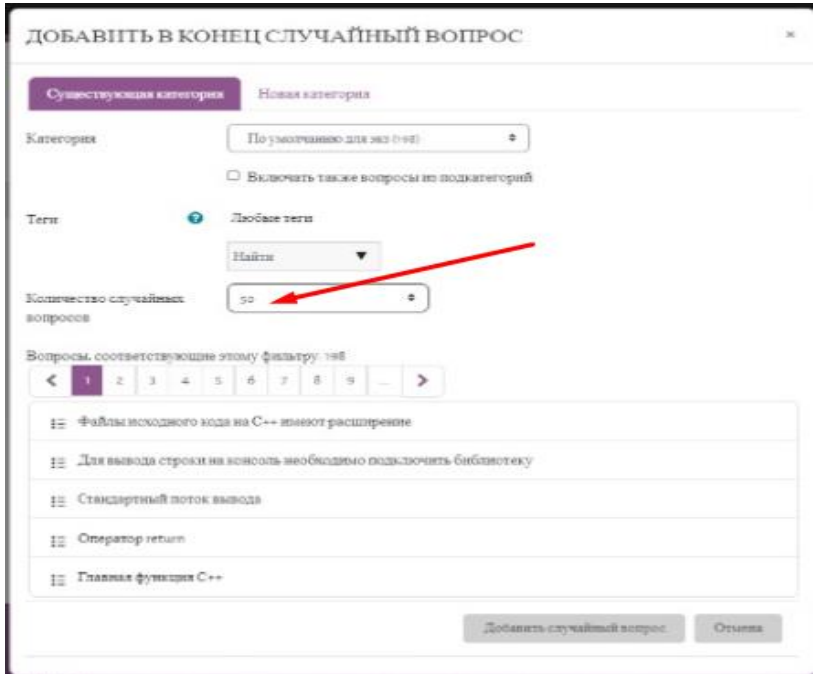 ДОБАВИТЬ В КОНЕЦ СЛУЧАЙНЫЙ ВОПРОС
×
Существующая категория Новая категория
Категория По умолчанию для экз (198)
Включать также вопросы из подкатегорий
Теги ? Любые теги
Найти ▼
Количество случайных 50
вопросов
Вопросы, соответствующие этому фильтру: 198
1 2 3 4 5 6 7 8 9 ...
Файлы исходного кода на C++ имеют расширение
Для вывода строки на консоль необходимо подключить библиотеку
Стандартный поток вывода
Оператор return
Главная функция C++
Добавить случайный вопрос Отмена